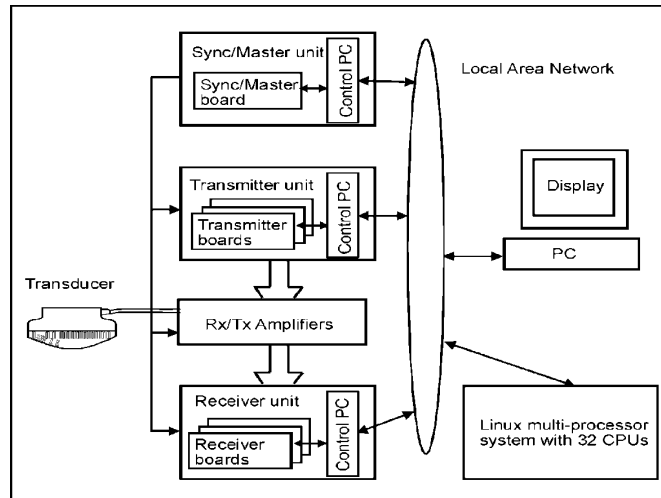 Sync/Master unit
Sync/Master
board
Control PC
Local Area Network
Transmitter unit
Transmitter
boards
Control PC
Display
PC
Transducer
Rx/Tx Amplifiers
Receiver unit
Receiver
boards
Control PC
Linux multi-processor
system with 32 CPUs